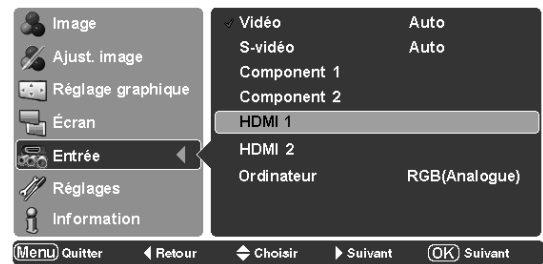 Image
Ajust. image
Réglage graphique
Écran
Entrée
Réglages
Information
Vidéo Auto
S-vidéo Auto
Component 1
Component 2
HDMI 1
HDMI 2
Ordinateur RGB(Analogue)
Menu Quitter Retour Choisir Suivant OK Suivant